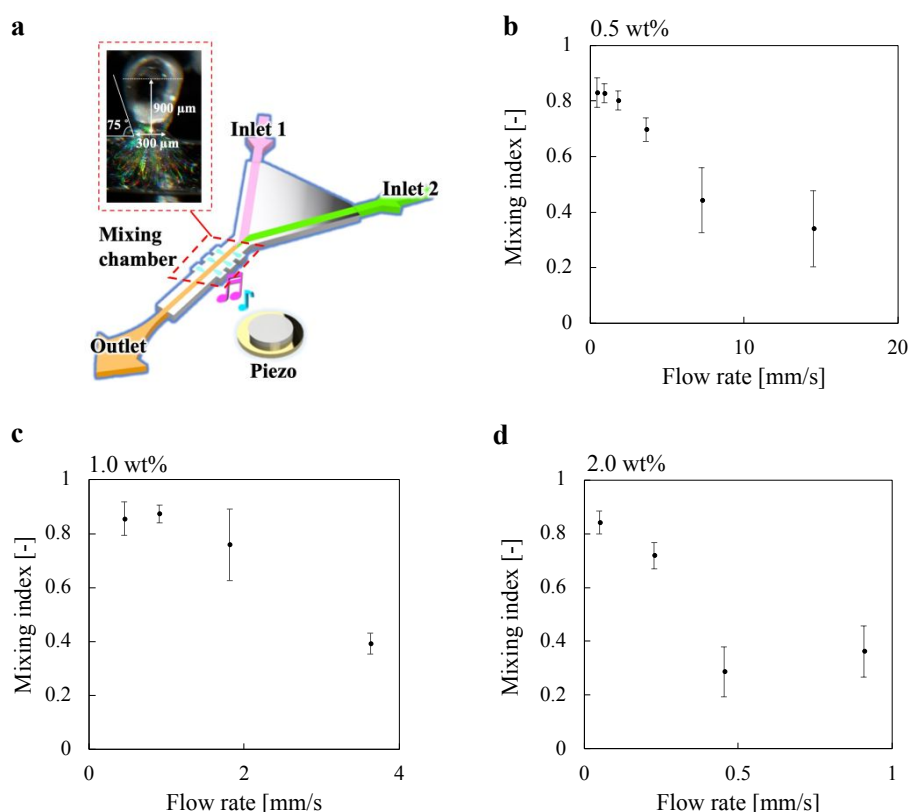 a
900 µm
75 °
300 µm
Inlet 1
Inlet 2
Mixing
chamber
Outlet
Piezo
b
0.5 wt%
Mixing index [-]
1
0.8
0.6
0.4
0.2
0
0
10
20
Flow rate [mm/s]
c
1.0 wt%
Mixing index [-]
1
0.8
0.6
0.4
0.2
0
0
2
4
Flow rate [mm/s]
d
2.0 wt%
Mixing index [-]
1
0.8
0.6
0.4
0.2
0
0
0.5
1
Flow rate [mm/s]